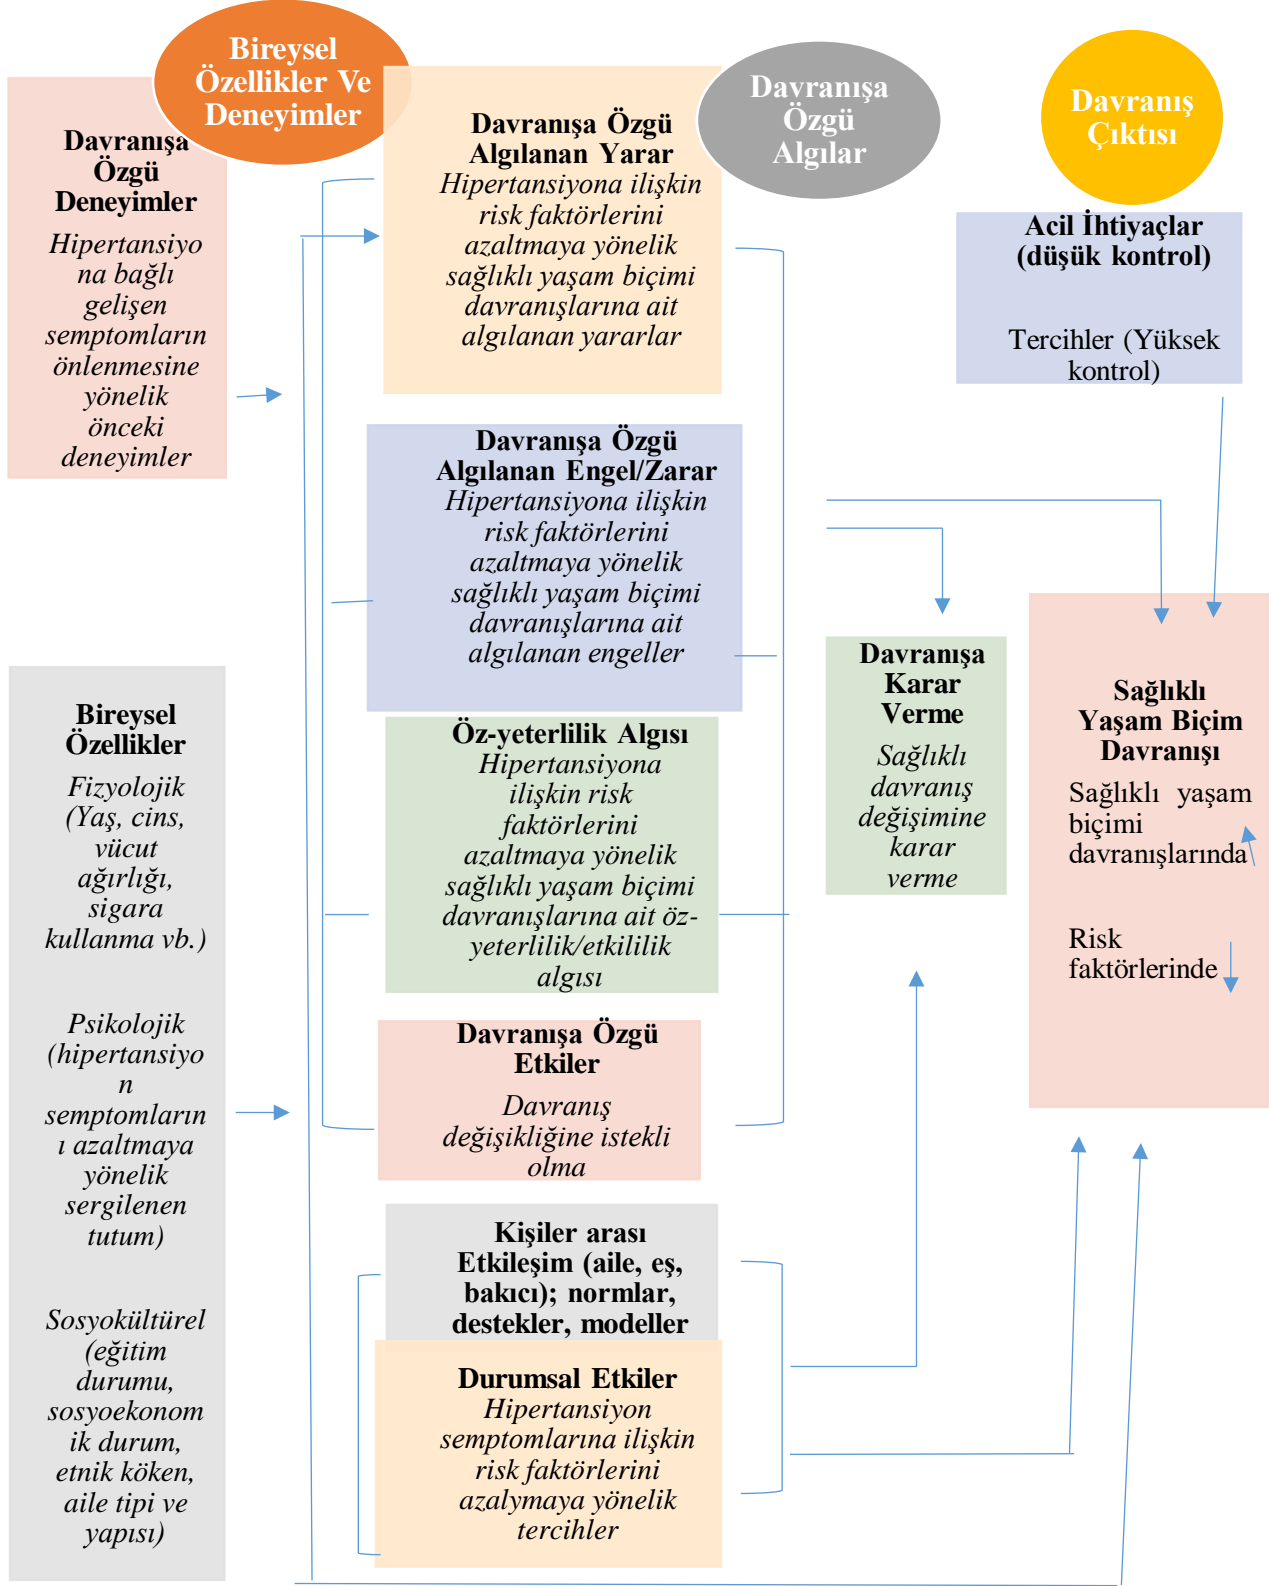 Bireysel
Özellikler Ve
Deneyimler
Davranışa
Özgü
Algılar
Davranış
Çıktısı
Davranışa
Özgü
Deneyimler
Hipertansiyo
na bağlı
gelişen
semptomların
önlenmesine
yönelik
önceki
deneyimler
Bireysel
Özellikler
Fizyolojik
(Yaş, cins,
vücut
ağırlığı,
sigara
kullanma vb.)
Psikolojik
(hipertansiyo
n
semptomların
ı azaltmaya
yönelik
sergilenen
tutum)
Sosyokültürel
(eğitim
durumu,
sosyoekonom
ik durum,
etnik köken,
aile tipi ve
yapısı)
Davranışa Özgü
Algılanan Yarar
Hipertansiyona ilişkin
risk faktörlerini
azaltmaya yönelik
sağlıklı yaşam biçimi
davranışlarına ait
algılanan yararlar
Davranışa Özgü
Algılanan Engel/Zarar
Hipertansiyona ilişkin
risk faktörlerini
azaltmaya yönelik
sağlıklı yaşam biçimi
davranışlarına ait
algılanan engeller
Öz-yeterlilik Algısı
Hipertansiyona
ilişkin risk
faktörlerini
azaltmaya yönelik
sağlıklı yaşam biçimi
davranışlarına ait öz-
yeterlilik/etkililik
algısı
Davranışa Özgü
Etkiler
Davranış
değişikliğine istekli
olma
Kişiler arası
Etkileşim (aile, eş,
bakıcı); normlar,
destekler, modeller
Durumsal Etkiler
Hipertansiyon
semptomlarına ilişkin
risk faktörlerini
azalymaya yönelik
tercihler
Davranışa
Karar
Verme
Sağlıklı
davranış
değişimine
karar
verme
Acil İhtiyaçlar
(düşük kontrol)
Tercihler (Yüksek
kontrol)
Sağlıklı
Yaşam Biçim
Davranışı
Sağlıklı yaşam
biçimi
davranışlarında
Risk
faktörlerinde